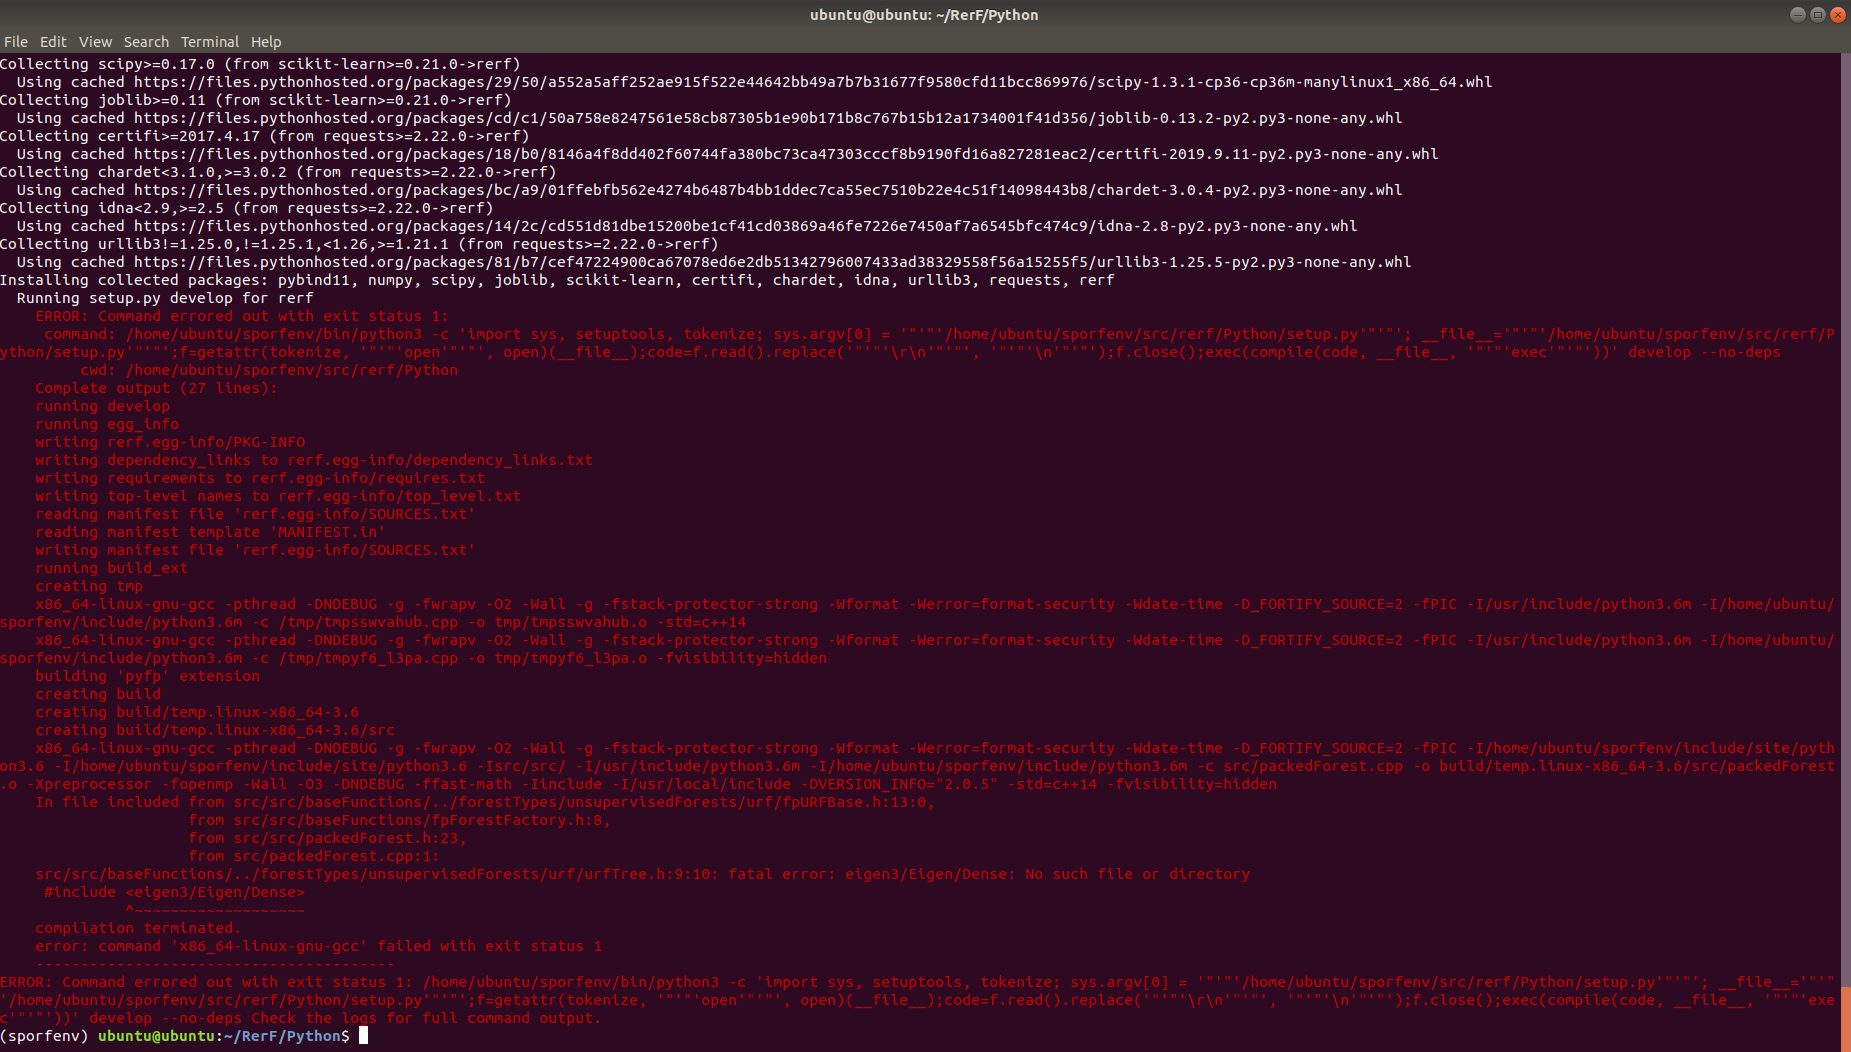 ubuntu@ubuntu: ~/RerF/Python
File Edit View Search Terminal Help
Collecting scipy>=0.17.0 (from scikit-learn>=0.21.0->rerf)
  Using cached https://files.pythonhosted.org/packages/29/50/a552a5aff252ae915f522e44642bb49a7b7b31677f9580cfd11bcc869976/scipy-1.3.1-cp36-cp36m-manylinux1_x86_64.whl
Collecting joblib>=0.11 (from scikit-learn>=0.21.0->rerf)
  Using cached https://files.pythonhosted.org/packages/cd/c1/50a758e8247561e58cb87305b1e90b171b8c767b15b12a1734001f41d356/joblib-0.13.2-py2.py3-none-any.whl
Collecting certifi>=2017.4.17 (from requests>=2.22.0->rerf)
  Using cached https://files.pythonhosted.org/packages/18/b0/8146a4f8dd402f60744fa380bc73ca47303cccf8b9190fd16a827281eac2/certifi-2019.9.11-py2.py3-none-any.whl
Collecting chardet<3.1.0,>=3.0.2 (from requests>=2.22.0->rerf)
  Using cached https://files.pythonhosted.org/packages/bc/a9/01ffebfb562e4274b6487b4bb1ddec7ca55ec7510b22e4c51f14098443b8/chardet-3.0.4-py2.py3-none-any.whl
Collecting idna<2.9,>=2.5 (from requests>=2.22.0->rerf)
  Using cached https://files.pythonhosted.org/packages/14/2c/cd551d81dbe15200be1cf41cd03869a46fe7226e7450af7a6545bfc474c9/idna-2.8-py2.py3-none-any.whl
Collecting urllib3!=1.25.0,!=1.25.1,<1.26,>=1.21.1 (from requests>=2.22.0->rerf)
  Using cached https://files.pythonhosted.org/packages/81/b7/cef47224900ca67078ed6e2db51342796007433ad38329558f56a15255f5/urllib3-1.25.5-py2.py3-none-any.whl
Installing collected packages: pybind11, numpy, scipy, joblib, scikit-learn, certifi, chardet, idna, urllib3, requests, rerf
  Running setup.py develop for rerf
    ERROR: Command errored out with exit status 1:
     command: /home/ubuntu/sporfenv/bin/python3 -c 'import sys, setuptools, tokenize; sys.argv[0] = '"'"'/home/ubuntu/sporfenv/src/rerf/Python/setup.py'"'"'; __file__='"'"'/home/ubuntu/sporfenv/src/rerf/P
ython/setup.py'"'"';f=getattr(tokenize, '"'"'open'"'"', open)(__file__);code=f.read().replace('"'"'\r\n'"'"', '"'"'\n'"'"');f.close();exec(compile(code, __file__, '"'"'exec'"'"'))' develop --no-deps
         cwd: /home/ubuntu/sporfenv/src/rerf/Python
    Complete output (27 lines):
    running develop
    running egg_info
    writing rerf.egg-info/PKG-INFO
    writing dependency_links to rerf.egg-info/dependency_links.txt
    writing requirements to rerf.egg-info/requires.txt
    writing top-level names to rerf.egg-info/top_level.txt
    reading manifest file 'rerf.egg-info/SOURCES.txt'
    reading manifest template 'MANIFEST.in'
    writing manifest file 'rerf.egg-info/SOURCES.txt'
    running build_ext
    creating tmp
    x86_64-linux-gnu-gcc -pthread -DNDEBUG -g -fwrapv -O2 -Wall -g -fstack-protector-strong -Wformat -Werror=format-security -Wdate-time -D_FORTIFY_SOURCE=2 -fPIC -I/usr/include/python3.6m -I/home/ubuntu/
sporfenv/include/python3.6m -c /tmp/tmpsswvahub.cpp -o tmp/tmpsswvahub.o -std=c++14
    x86_64-linux-gnu-gcc -pthread -DNDEBUG -g -fwrapv -O2 -Wall -g -fstack-protector-strong -Wformat -Werror=format-security -Wdate-time -D_FORTIFY_SOURCE=2 -fPIC -I/usr/include/python3.6m -I/home/ubuntu/
sporfenv/include/python3.6m -c /tmp/tmpyf6_l3pa.cpp -o tmp/tmpyf6_l3pa.o -fvisibility=hidden
    building 'pyfp' extension
    creating build
    creating build/temp.linux-x86_64-3.6
    creating build/temp.linux-x86_64-3.6/src
    x86_64-linux-gnu-gcc -pthread -DNDEBUG -g -fwrapv -O2 -Wall -g -fstack-protector-strong -Wformat -Werror=format-security -Wdate-time -D_FORTIFY_SOURCE=2 -fPIC -I/home/ubuntu/sporfenv/include/site/pyth
on3.6 -I/home/ubuntu/sporfenv/include/site/python3.6 -Isrc/src/ -I/usr/include/python3.6m -I/home/ubuntu/sporfenv/include/python3.6m -c src/packedForest.cpp -o build/temp.linux-x86_64-3.6/src/packedForest
.o -Xpreprocessor -fopenmp -Wall -O3 -DNDEBUG -ffast-math -Iinclude -I/usr/local/include -DVERSION_INFO="2.0.5" -std=c++14 -fvisibility=hidden
    In file included from src/src/baseFunctions/../forestTypes/unsupervisedForests/urf/fpURFBase.h:13:0,
                     from src/src/baseFunctions/fpForestFactory.h:8,
                     from src/src/packedForest.h:23,
                     from src/packedForest.cpp:1:
    src/src/baseFunctions/../forestTypes/unsupervisedForests/urf/urfTree.h:9:10: fatal error: eigen3/Eigen/Dense: No such file or directory
     #include <eigen3/Eigen/Dense>
              ^~~~~~~~~~~~~~~~~~~~
    compilation terminated.
    error: command 'x86_64-linux-gnu-gcc' failed with exit status 1
    ----------------------------------------
ERROR: Command errored out with exit status 1: /home/ubuntu/sporfenv/bin/python3 -c 'import sys, setuptools, tokenize; sys.argv[0] = '"'"'/home/ubuntu/sporfenv/src/rerf/Python/setup.py'"'"'; __file__='"'"
'/home/ubuntu/sporfenv/src/rerf/Python/setup.py'"'"';f=getattr(tokenize, '"'"'open'"'"', open)(__file__);code=f.read().replace('"'"'\r\n'"'"', '"'"'\n'"'"');f.close();exec(compile(code, __file__, '"'"'exe
c'"'"'))' develop --no-deps Check the logs for full command output.
(sporfenv) ubuntu@ubuntu:~/RerF/Python$